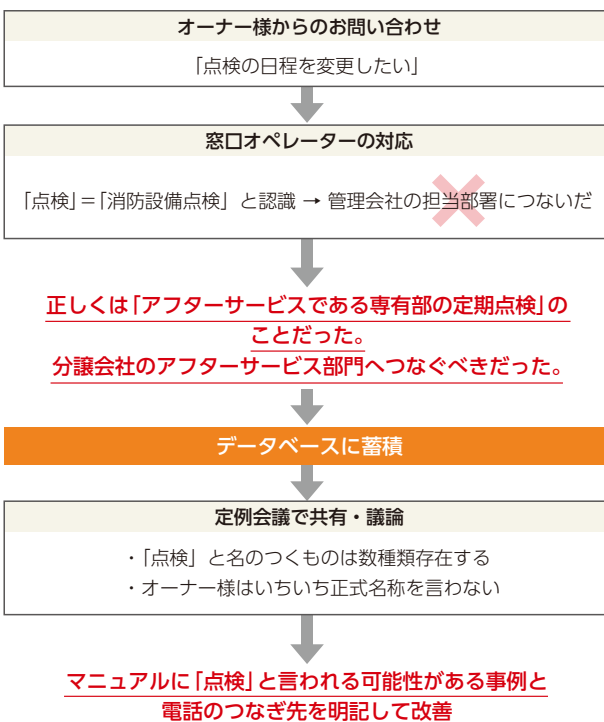 オーナー様からのお問い合わせ
「点検の日程を変更したい」
窓口オペレーターの対応
「点検」＝「消防設備点検」と認識 → 管理会社の担当部署につないだ
正しくは「アフターサービスである専有部の定期点検」の
ことだった。
分譲会社のアフターサービス部門へつなぐべきだった。
データベースに蓄積
定例会議で共有・議論
・「点検」と名のつくものは数種類存在する
・オーナー様はいちいち正式名称を言わない
マニュアルに「点検」と言われる可能性がある事例と
電話のつなぎ先を明記して改善